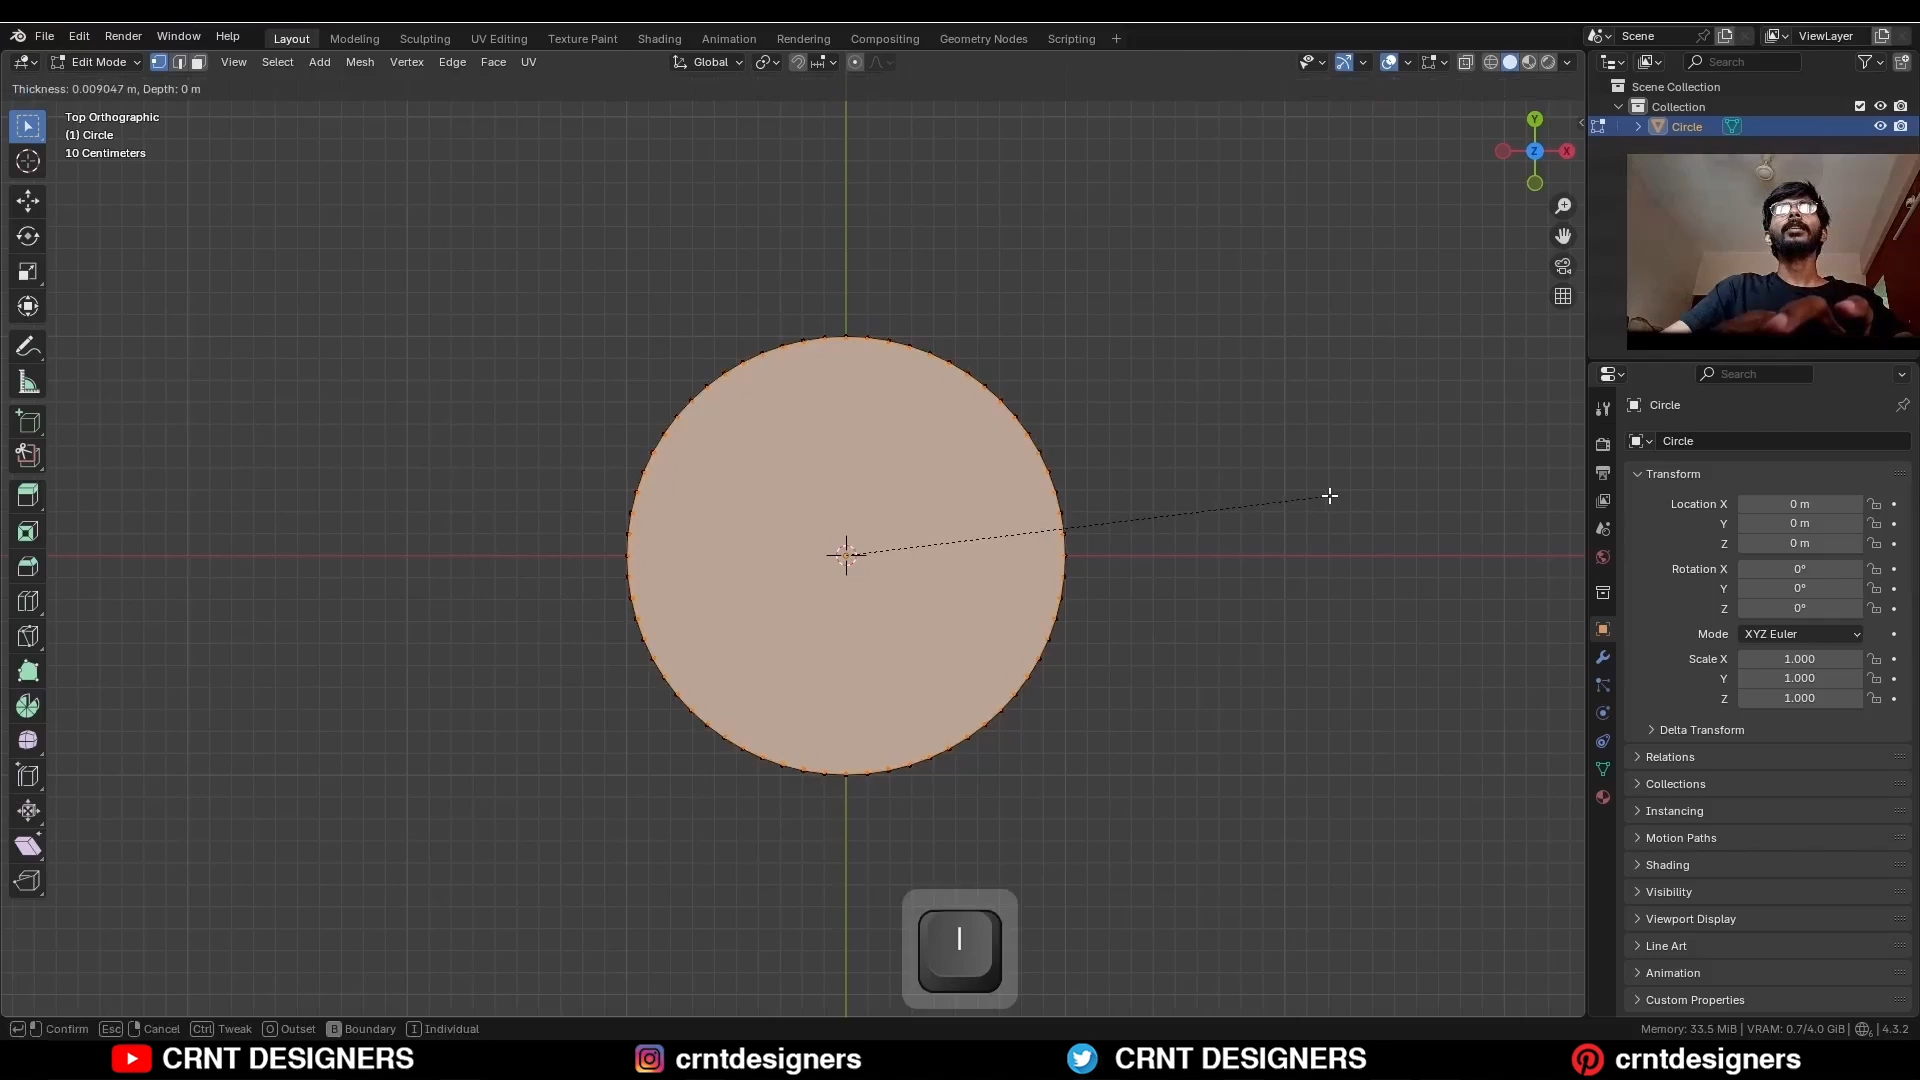 File Edit Render Window Help Layout Modeling Sculpting UV Editing Texture Paint Shading Animation Rendering Compositing Geometry Nodes Scripting + Scene ViewLayer
Edit Mode View Select Add Mesh Vertex Edge Face UV Global Search
Thickness: 0.009047 m, Depth: 0 m
Top Orthographic
(1) Circle
10 Centimeters
Y
Z
X
Scene Collection
Collection
Circle
Search
Circle
Circle
Transform
Location X 0 m
Y 0 m
Z 0 m
Rotation X 0°
Y 0°
Z 0°
Mode XYZ Euler
Scale X 1.000
Y 1.000
Z 1.000
Delta Transform
Relations
Collections
Instancing
Motion Paths
Shading
Visibility
Viewport Display
Line Art
Animation
Custom Properties
I
Confirm Esc Cancel Ctrl Tweak O Outset B Boundary I Individual Memory: 33.5 MiB | VRAM: 0.7/4.0 GiB | 4.3.2
CRNT DESIGNERS crntdesigners CRNT DESIGNERS crntdesigners